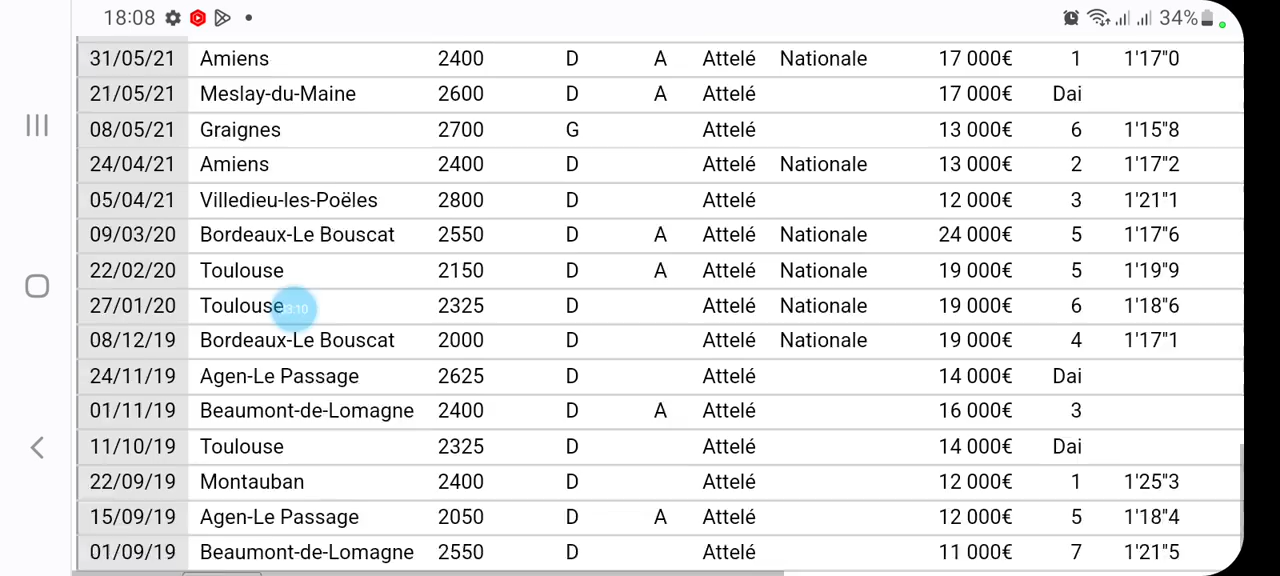 18:08 34%
31/05/21 Amiens 2400 D A Attelé Nationale 17 000€ 1 1'17"0
21/05/21 Meslay-du-Maine 2600 D A Attelé 17 000€ Dai
08/05/21 Graignes 2700 G Attelé 13 000€ 6 1'15"8
24/04/21 Amiens 2400 D Attelé Nationale 13 000€ 2 1'17"2
05/04/21 Villedieu-les-Poëles 2800 D Attelé 12 000€ 3 1'21"1
09/03/20 Bordeaux-Le Bouscat 2550 D A Attelé Nationale 24 000€ 5 1'17"6
22/02/20 Toulouse 2150 D A Attelé Nationale 19 000€ 5 1'19"9
27/01/20 Toulouse 2325 D Attelé Nationale 19 000€ 6 1'18"6
08/12/19 Bordeaux-Le Bouscat 2000 D Attelé Nationale 19 000€ 4 1'17"1
24/11/19 Agen-Le Passage 2625 D Attelé 14 000€ Dai
01/11/19 Beaumont-de-Lomagne 2400 D A Attelé 16 000€ 3
11/10/19 Toulouse 2325 D Attelé 14 000€ Dai
22/09/19 Montauban 2400 D Attelé 12 000€ 1 1'25"3
15/09/19 Agen-Le Passage 2050 D A Attelé 12 000€ 5 1'18"4
01/09/19 Beaumont-de-Lomagne 2550 D Attelé 11 000€ 7 1'21"5